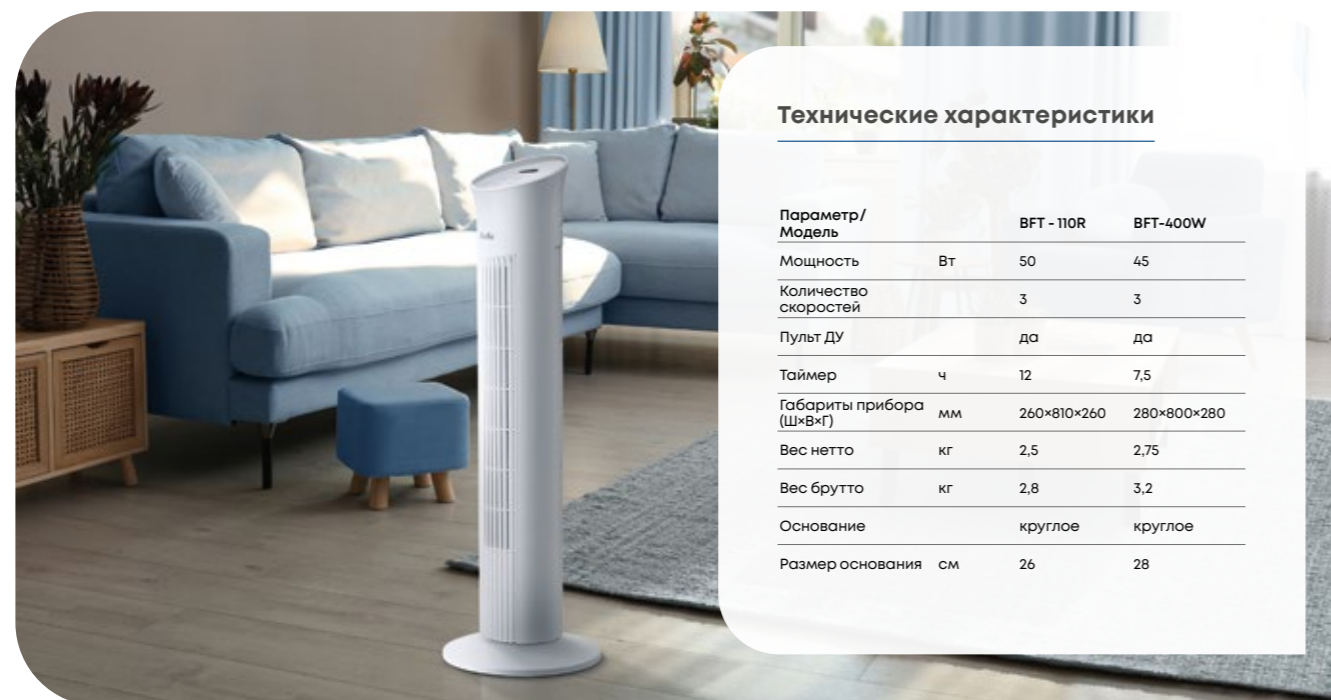 Технические характеристики
Параметр/
Модель BFT - 110R BFT-400W
Мощность Вт 50 45
Количество
скоростей 3 3
Пульт ДУ да да
Таймер ч 12 7,5
Габариты прибора
(Ш×В×Г) мм 260×810×260 280×800×280
Вес нетто кг 2,5 2,75
Вес брутто кг 2,8 3,2
Основание круглое круглое
Размер основания см 26 28